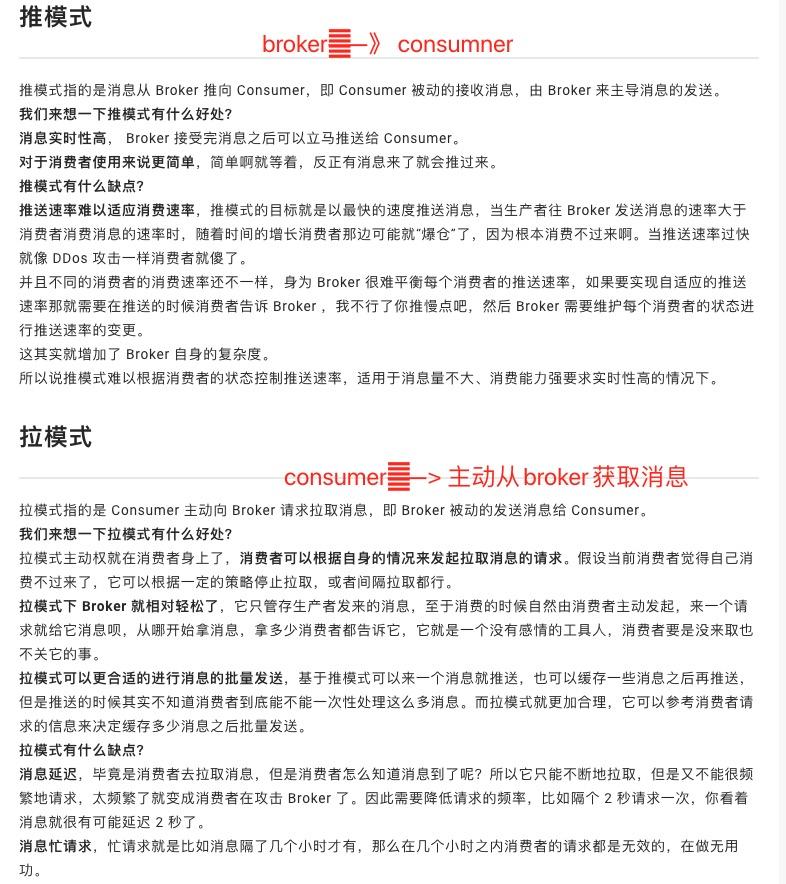 推模式
broker—》 consumner
推模式指的是消息从 Broker 推向 Consumer，即 Consumer 被动的接收消息，由 Broker 来主导消息的发送。
我们来想一下推模式有什么好处?
消息实时性高， Broker 接受完消息之后可以立马推送给 Consumer。
对于消费者使用来说更简单，简单啊就等着，反正有消息来了就会推过来。
推模式有什么缺点?
推送速率难以适应消费速率，推模式的目标就是以最快的速度推送消息，当生产者往 Broker 发送消息的速率大于
消费者消费消息的速率时，随着时间的增长消费者那边可能就“爆仓”了，因为根本消费不过来啊。当推送速率过快
就像 DDos 攻击一样消费者就傻了。
并且不同的消费者的消费速率还不一样，身为 Broker 很难平衡每个消费者的推送速率，如果要实现自适应的推送
速率那就需要在推送的时候消费者告诉 Broker ，我不行了你推慢点吧，然后 Broker 需要维护每个消费者的状态进
行推送速率的变更。
这其实就增加了 Broker 自身的复杂度。
所以说推模式难以根据消费者的状态控制推送速率，适用于消息量不大、消费能力强要求实时性高的情况下。
拉模式
consumer—> 主动从broker获取消息
拉模式指的是 Consumer 主动向 Broker 请求拉取消息，即 Broker 被动的发送消息给 Consumer。
我们来想一下拉模式有什么好处?
拉模式主动权就在消费者身上了，消费者可以根据自身的情况来发起拉取消息的请求。假设当前消费者觉得自己消
费不过来了，它可以根据一定的策略停止拉取，或者间隔拉取都行。
拉模式下 Broker 就相对轻松了，它只管存生产者发来的消息，至于消费的时候自然由消费者主动发起，来一个请
求就给它消息呗，从哪开始拿消息，拿多少消费者都告诉它，它就是一个没有感情的工具人，消费者要是没来取也
不关它的事。
拉模式可以更合适的进行消息的批量发送，基于推模式可以来一个消息就推送，也可以缓存一些消息之后再推送，
但是推送的时候其实不知道消费者到底能不能一次性处理这么多消息。而拉模式就更加合理，它可以参考消费者请
求的信息来决定缓存多少消息之后批量发送。
拉模式有什么缺点?
消息延迟，毕竟是消费者去拉取消息，但是消费者怎么知道消息到了呢？所以它只能不断地拉取，但是又不能很频
繁地请求，太频繁了就变成消费者在攻击 Broker 了。因此需要降低请求的频率，比如隔个 2 秒请求一次，你看着
消息就很有可能延迟 2 秒了。
消息忙请求，忙请求就是比如消息隔了几个小时才有，那么在几个小时之内消费者的请求都是无效的，在做无用
功。